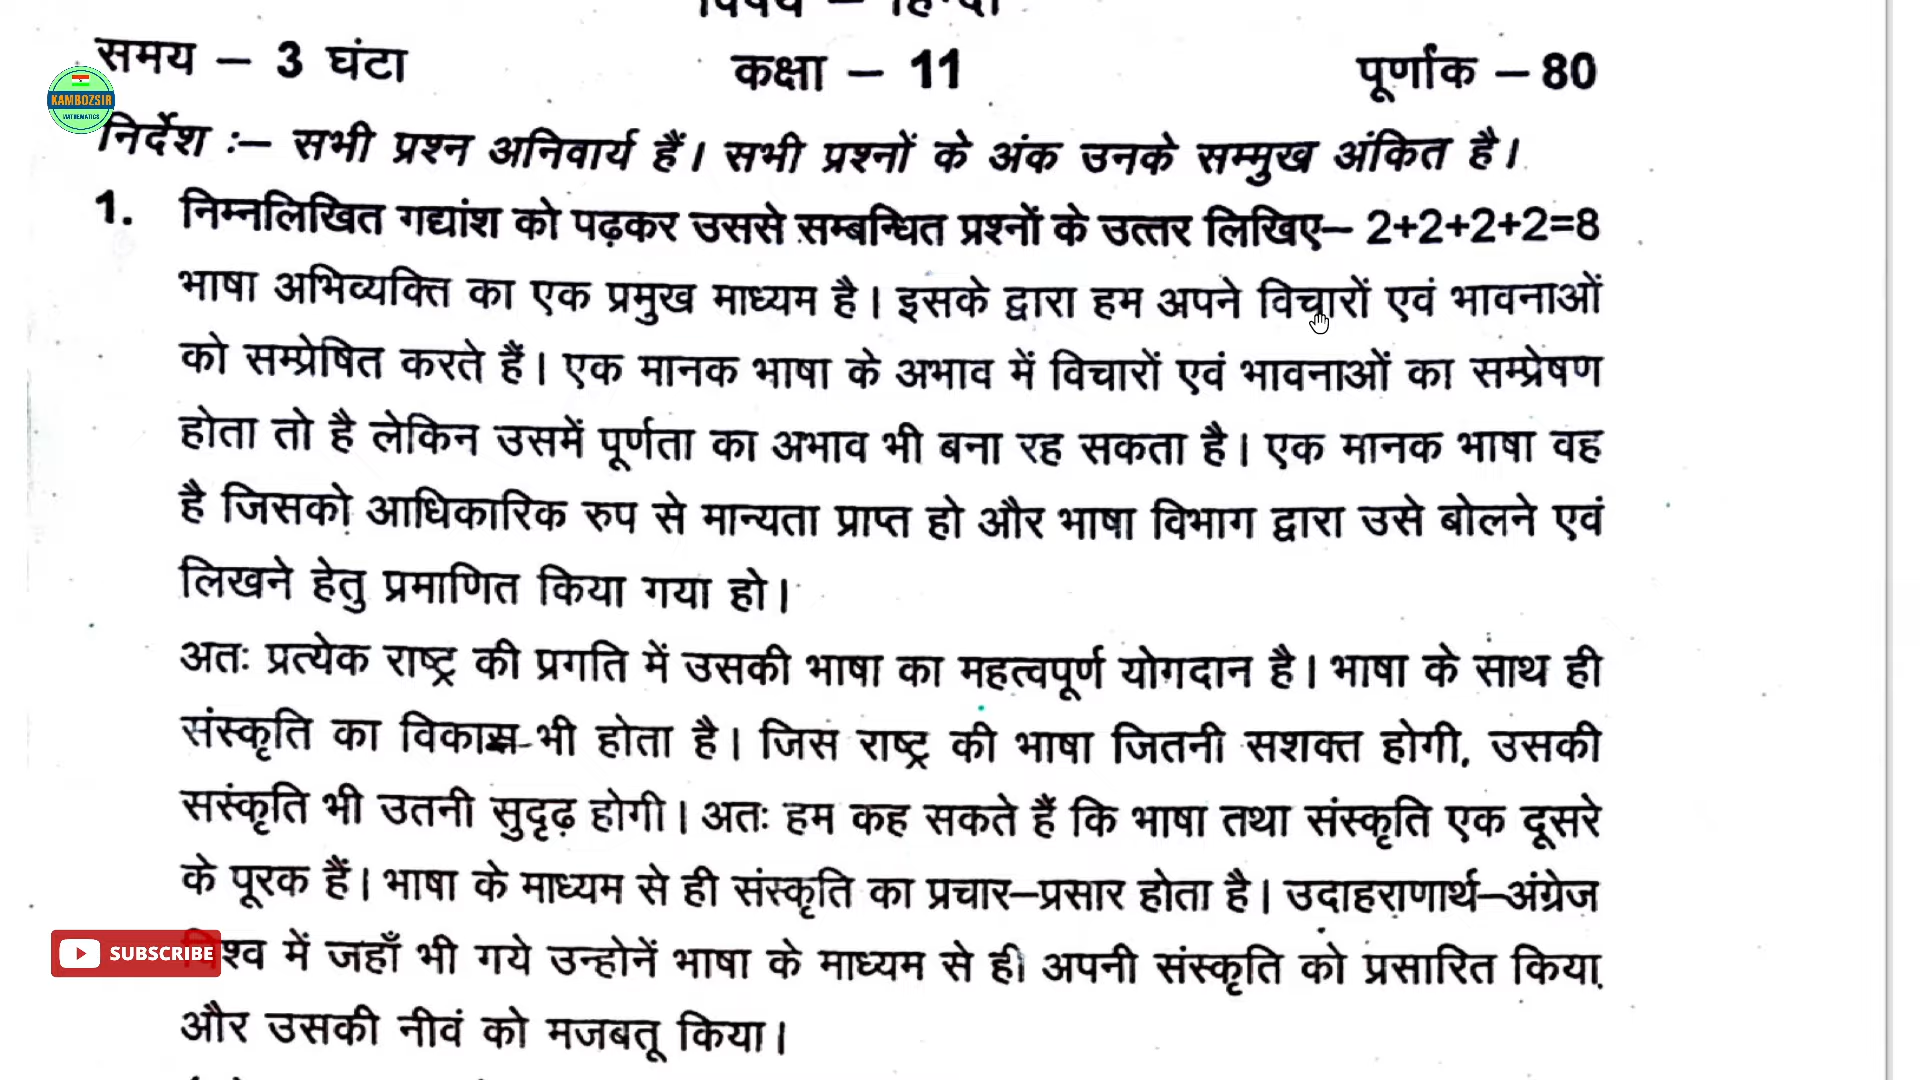 विषय – हिन्दी
समय – 3 घंटा
कक्षा – 11
पूर्णांक – 80
KAMBOZSIR
MATHEMATICS
निर्देश :– सभी प्रश्न अनिवार्य हैं। सभी प्रश्नों के अंक उनके सम्मुख अंकित है।
1. निम्नलिखित गद्यांश को पढ़कर उससे सम्बन्धित प्रश्नों के उत्तर लिखिए– 2+2+2+2=8
भाषा अभिव्यक्ति का एक प्रमुख माध्यम है। इसके द्वारा हम अपने विचारों एवं भावनाओं
को सम्प्रेषित करते हैं। एक मानक भाषा के अभाव में विचारों एवं भावनाओं का सम्प्रेषण
होता तो है लेकिन उसमें पूर्णता का अभाव भी बना रह सकता है। एक मानक भाषा वह
है जिसको आधिकारिक रुप से मान्यता प्राप्त हो और भाषा विभाग द्वारा उसे बोलने एवं
लिखने हेतु प्रमाणित किया गया हो।
अतः प्रत्येक राष्ट्र की प्रगति में उसकी भाषा का महत्वपूर्ण योगदान है। भाषा के साथ ही
संस्कृति का विकास भी होता है। जिस राष्ट्र की भाषा जितनी सशक्त होगी, उसकी
सस्ंकृति भी उतनी सुदृढ़ होगी। अतः हम कह सकते हैं कि भाषा तथा संस्कृति एक दूसरे
के पूरक हैं। भाषा के माध्यम से ही संस्कृति का प्रचार–प्रसार होता है। उदाहराणार्थ–अंग्रेज
विश्व में जहाँ भी गये उन्होनें भाषा के माध्यम से ही अपनी संस्कृति को प्रसारित किया
SUBSCRIBE
और उसकी नीवं को मजबतू किया।